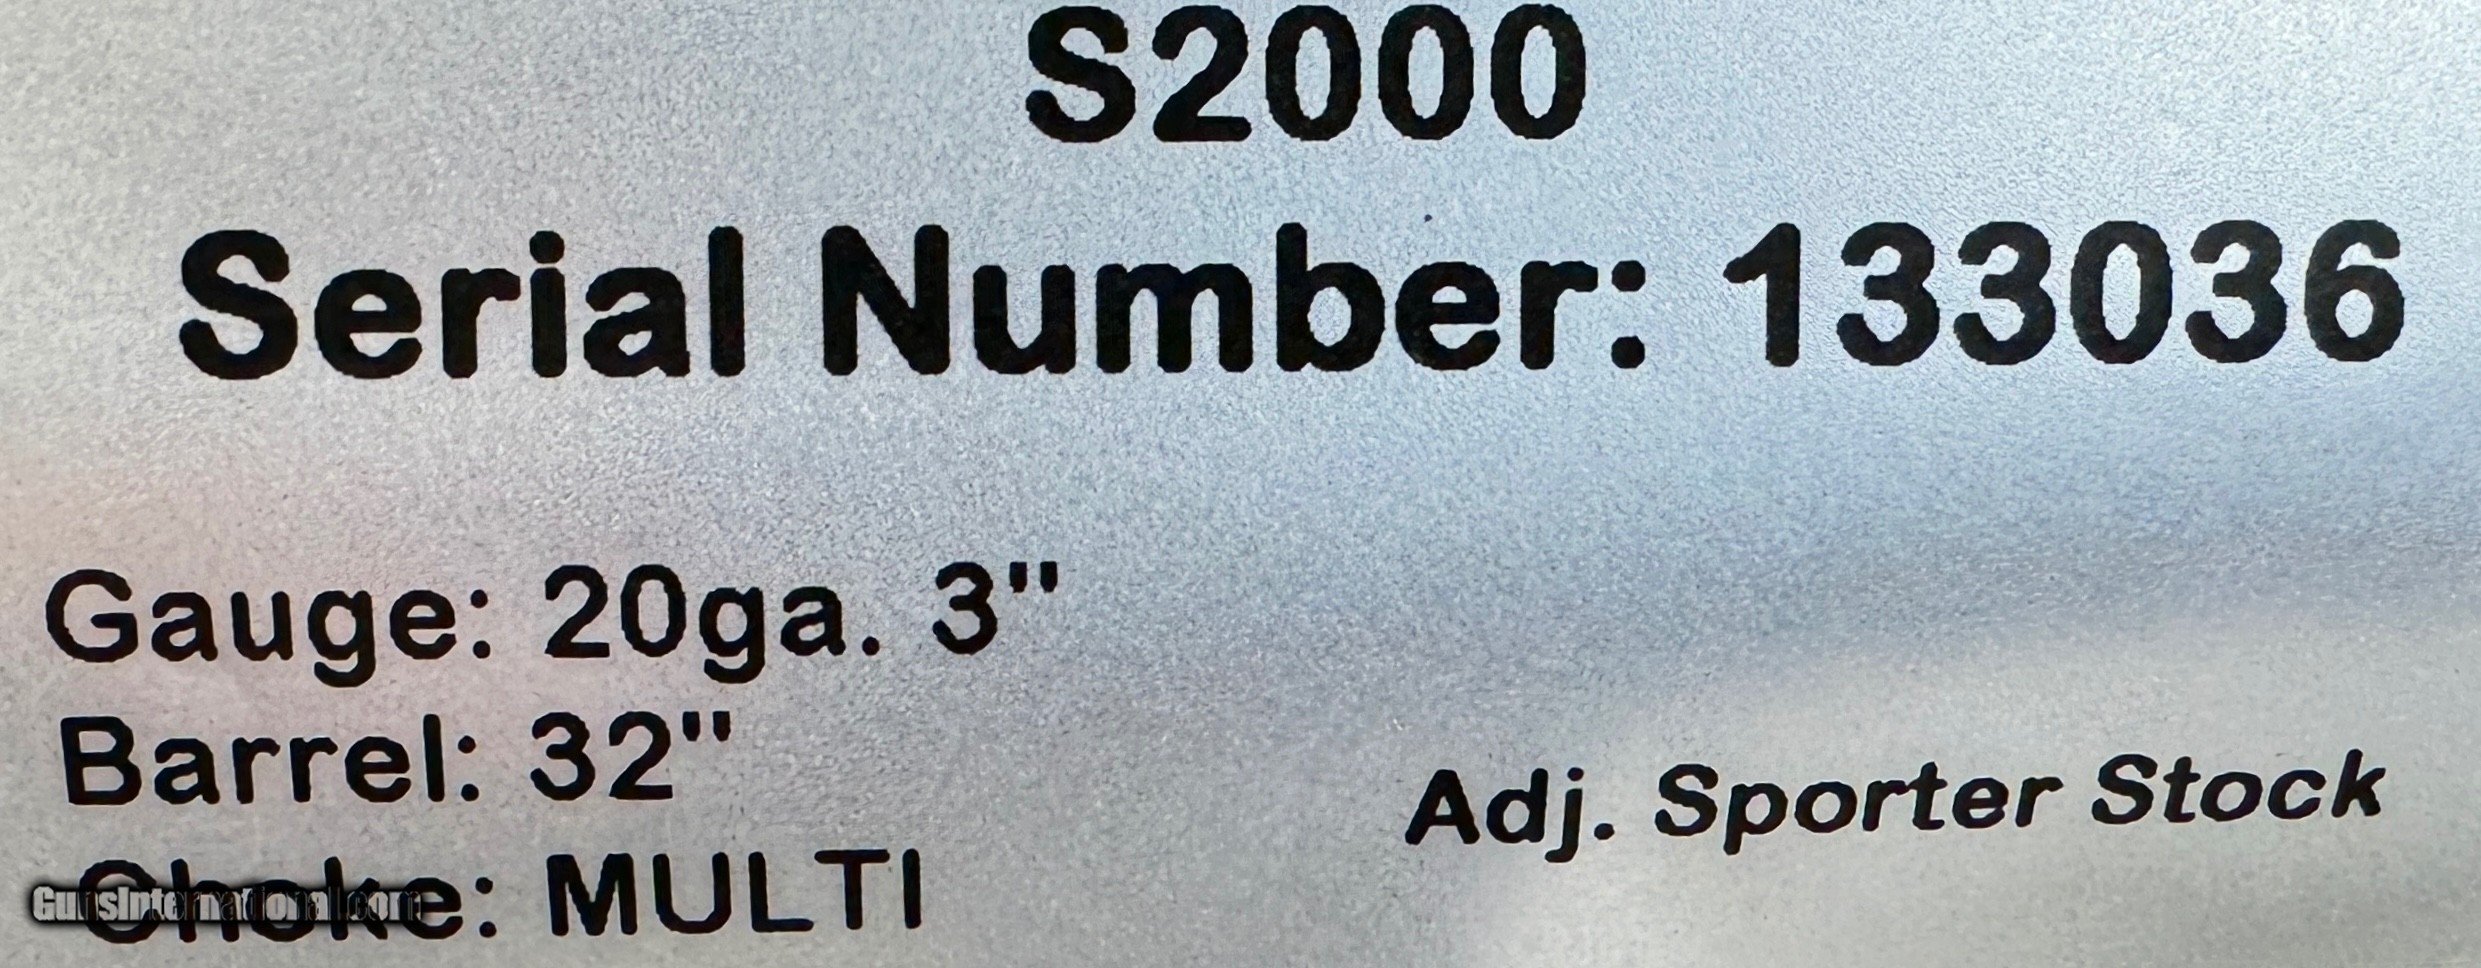 S2000
Serial Number: 133036
Gauge: 20ga. 3"
Barrel: 32"
Adj. Sporter Stock
Choke: MULTI
GunsInternational.com